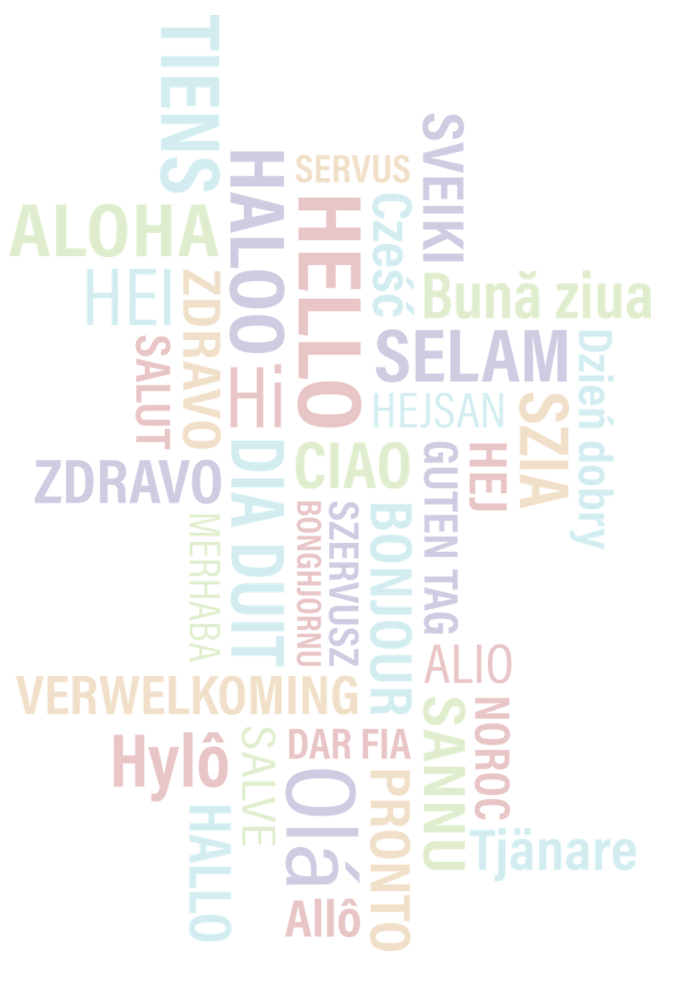 TIENS
SVEIKI
HALOO
SERVUS
Cześć
HELLO
ALOHA
HEI
ZDRAVO
Bună ziua
SELAM
Dzień dobry
SALUT
Hi
HEJSAN
SZIA
DIA DUIT
CIAO
GUTEN TAG
HEJ
ZDRAVO
MERHABA
BONGHJORNU
SZERVUSZ
BONJOUR
ALIO
VERWELKOMING
SANNU
NOROC
Hylô
SALVE
DAR FIA
Olá
PRONTO
HALLO
Tjänare
Allô